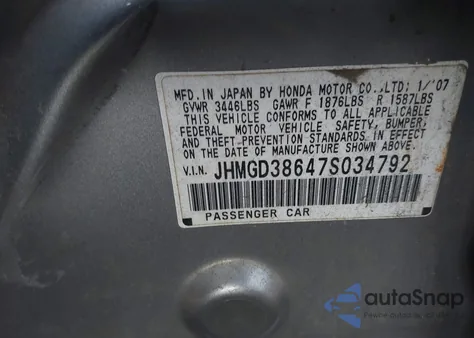 MFD. IN JAPAN BY HONDA MOTOR CO.,LTD; 1/'07
GVWR 3446LBS GAWR F 1876LBS R 1587LBS
THIS VEHICLE CONFORMS TO ALL APPLICABLE
FEDERAL MOTOR VEHICLE SAFETY, BUMPER,
AND THEFT PREVENTION STANDARDS IN EFFECT
ON THE DATE OF MANUFACTURE SHOWN ABOVE.
V.I.N. JHMGD38647S034792
PASSENGER CAR
autoSnap